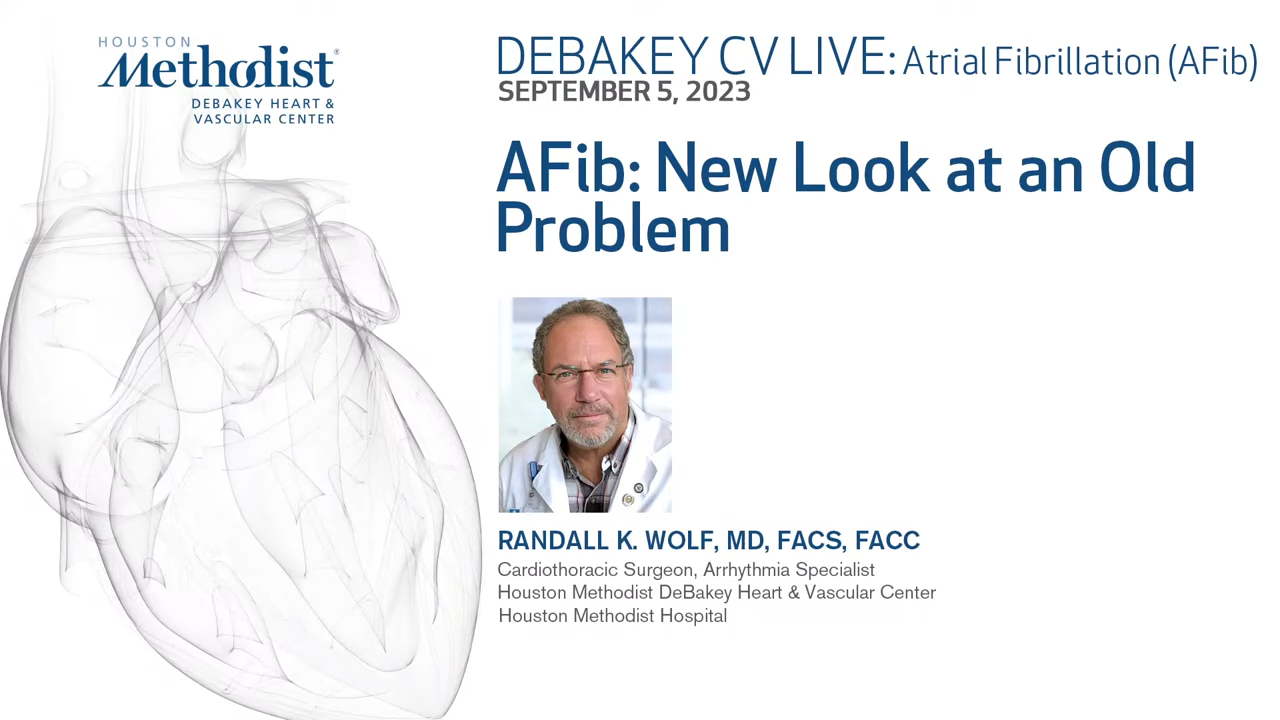 HOUSTON
Methodist®
DEBAKEY HEART &
VASCULAR CENTER
DEBAKEY CV LIVE: Atrial Fibrillation (AFib)
SEPTEMBER 5, 2023
AFib: New Look at an Old
Problem
RANDALL K. WOLF, MD, FACS, FACC
Cardiothoracic Surgeon, Arrhythmia Specialist
Houston Methodist DeBakey Heart & Vascular Center
Houston Methodist Hospital